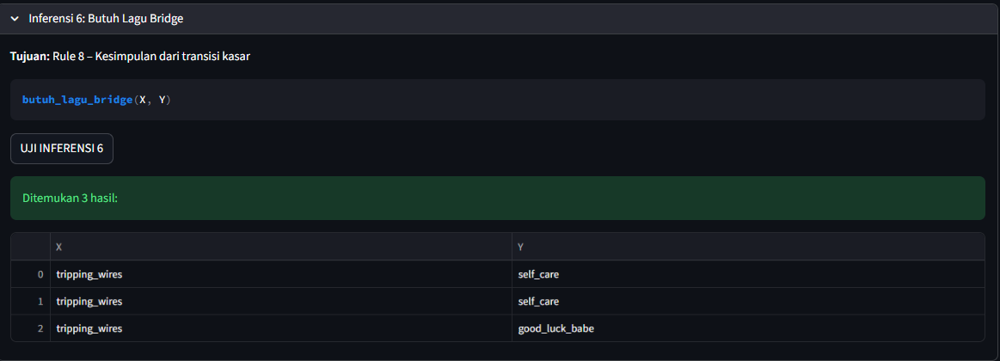 Inferensi 6: Butuh Lagu Bridge
Tujuan: Rule 8 – Kesimpulan dari transisi kasar
butuh_lagu_bridge(X, Y)
UJI INFERENSI 6
Ditemukan 3 hasil:
X Y
0 tripping_wires self_care
1 tripping_wires self_care
2 tripping_wires good_luck_babe